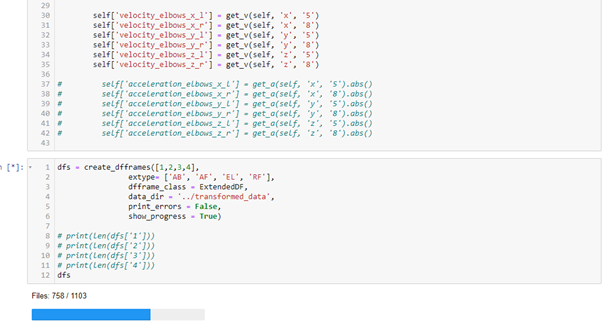 29
30 self['velocity_elbows_x_l'] = get_v(self, 'x', '5')
31 self['velocity_elbows_x_r'] = get_v(self, 'x', '8')
32 self['velocity_elbows_y_l'] = get_v(self, 'y', '5')
33 self['velocity_elbows_y_r'] = get_v(self, 'y', '8')
34 self['velocity_elbows_z_l'] = get_v(self, 'z', '5')
35 self['velocity_elbows_z_r'] = get_v(self, 'z', '8')
36
37 # self['acceleration_elbows_x_l'] = get_a(self, 'x', '5').abs()
38 # self['acceleration_elbows_x_r'] = get_a(self, 'x', '8').abs()
39 # self['acceleration_elbows_y_l'] = get_a(self, 'y', '5').abs()
40 # self['acceleration_elbows_y_r'] = get_a(self, 'y', '8').abs()
41 # self['acceleration_elbows_z_l'] = get_a(self, 'z', '5').abs()
42 # self['acceleration_elbows_z_r'] = get_a(self, 'z', '8').abs()
43
n [*]: 1 dfs = create_dfframes([1,2,3,4],
2 extype= ['AB', 'AF', 'EL', 'RF'],
3 dfframe_class = ExtendedDF,
4 data_dir = '../transformed_data',
5 print_errors = False,
6 show_progress = True)
7
8 # print(len(dfs['1']))
9 # print(len(dfs['2']))
10 # print(len(dfs['3']))
11 # print(len(dfs['4']))
12 dfs
Files: 758 / 1103